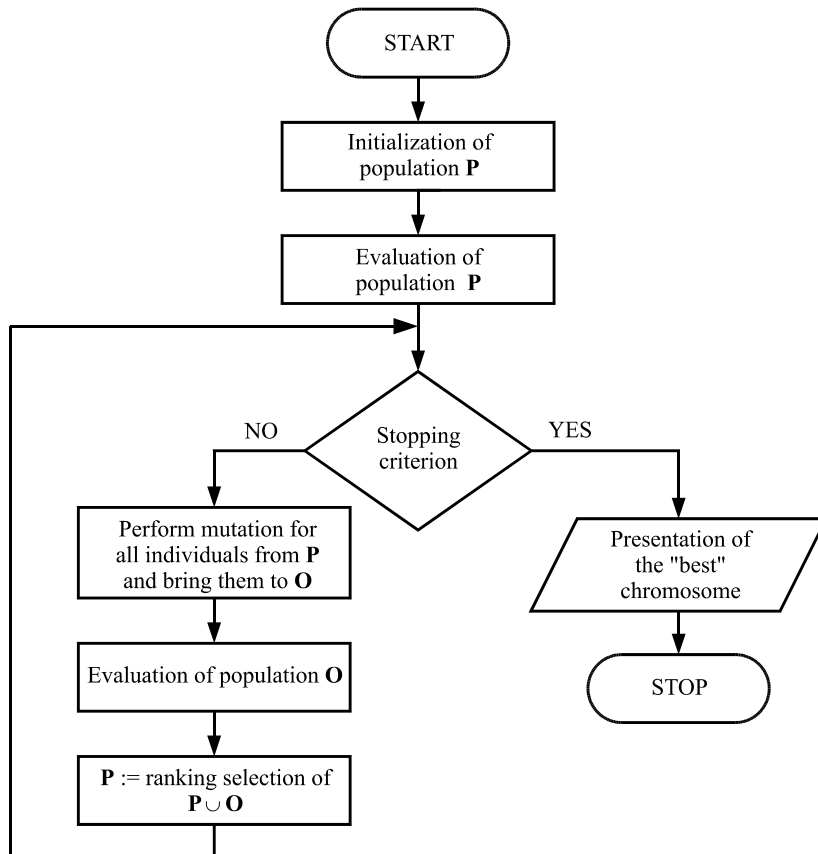 START
Initialization of
population P
Evaluation of
population P
Stopping
criterion
NO
YES
Perform mutation for
all individuals from P
and bring them to O
Evaluation of population O
P := ranking selection of
P ∪ O
Presentation of
the "best"
chromosome
STOP